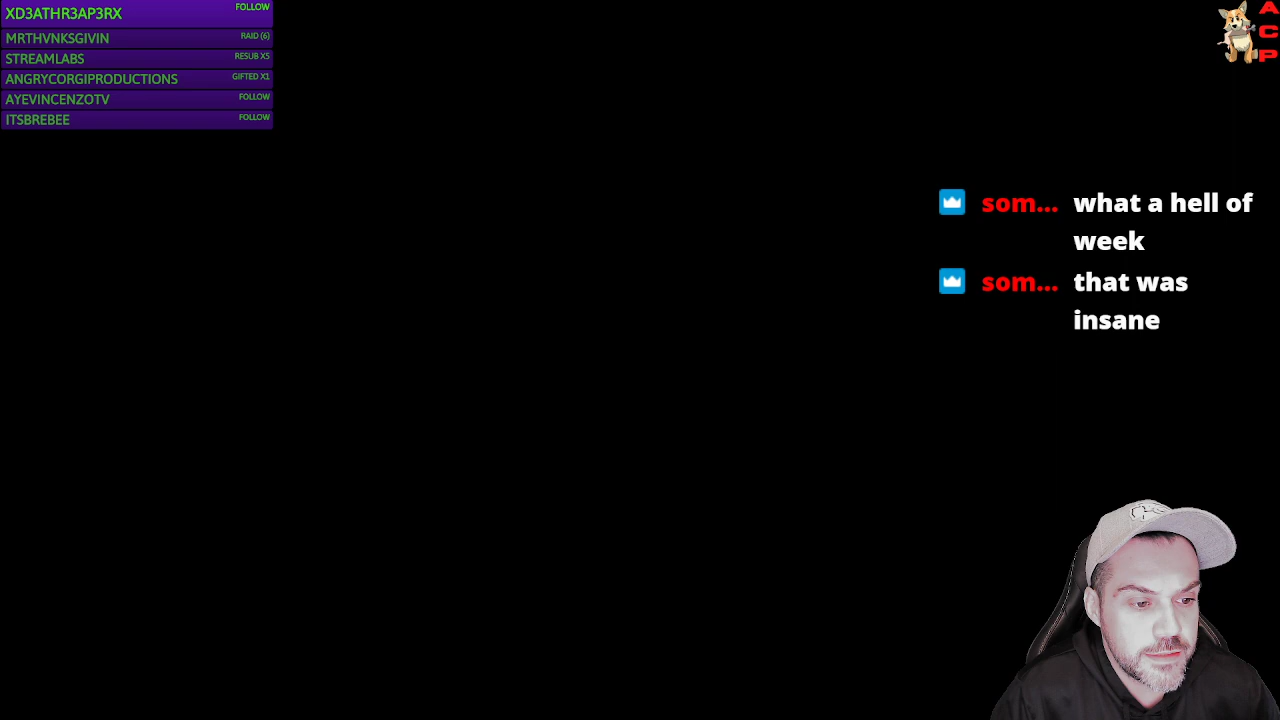 XD3ATHR3AP3RX FOLLOW
MRTHVNKSGIVIN RAID (6)
STREAMLABS RESUB X5
ANGRYCORGIPRODUCTIONS GIFTED X1
AYEVINCENZOTV FOLLOW
ITSBREBEE FOLLOW
A
C
P
som... what a hell of
week
som... that was
insane